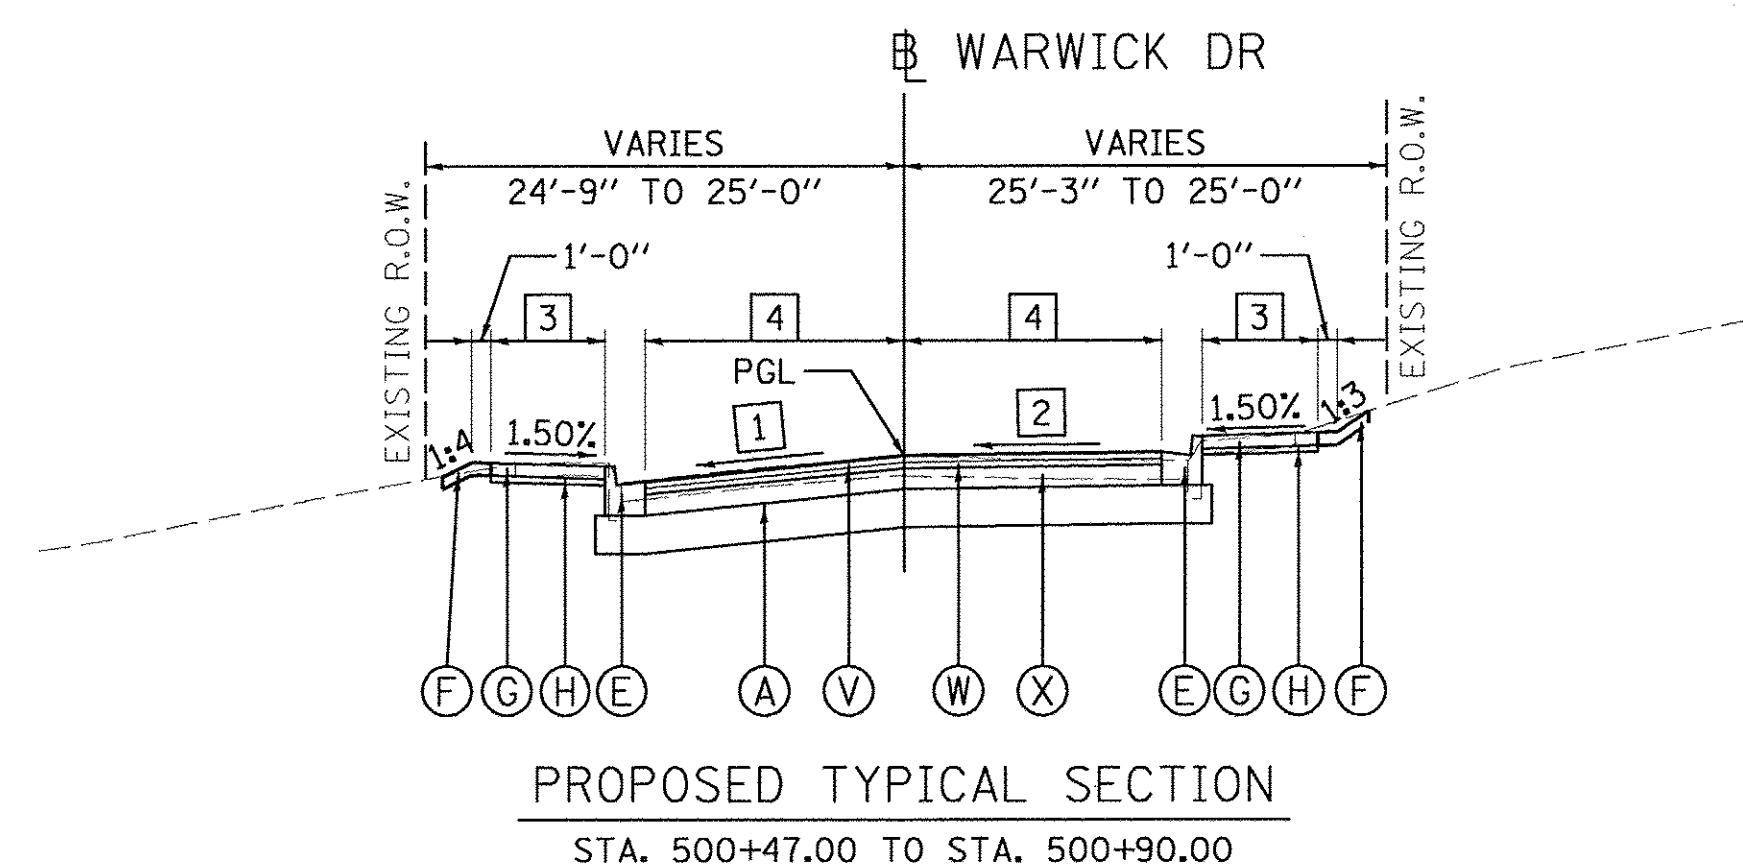 B WARWICK DR
VARIES VARIES
24'-9" TO 25'-0" 25'-3" TO 25'-0"
EXISTING R.O.W.
EXISTING R.O.W.
1'-0" 1'-0"
3 4 4 3
PGL
1 2
1:4 1.50% 1.50% 1:3
F G H E A V W X E G H F
PROPOSED TYPICAL SECTION
STA. 500+47.00 TO STA. 500+90.00